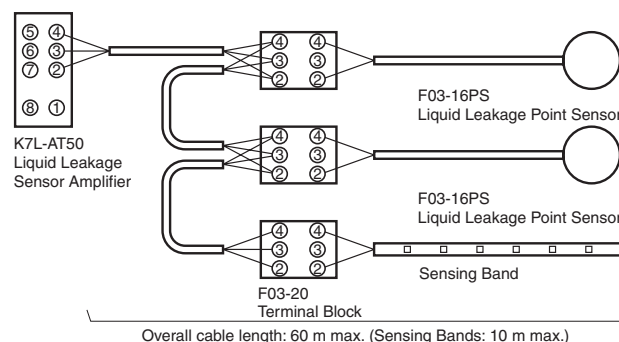 ⑤ ④ ④ ④
⑥ ③ ③ ③
⑦ ② ② ②
⑧ ①
F03-16PS
Liquid Leakage Point Sensor
K7L-AT50
Liquid Leakage
Sensor Amplifier
④ ④
③ ③
② ②
F03-16PS
Liquid Leakage Point Sensor
④ ④
③ ③
② ②
Sensing Band
F03-20
Terminal Block
Overall cable length: 60 m max. (Sensing Bands: 10 m max.)